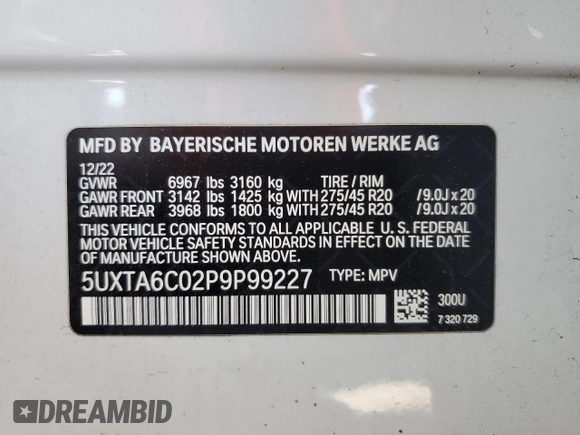 MFD BY BAYERISCHE MOTOREN WERKE AG
12/22
GVWR 6967 lbs 3160 kg TIRE / RIM
GAWR FRONT 3142 lbs 1425 kg WITH 275/45 R20 /9.0J x 20
GAWR REAR 3968 lbs 1800 kg WITH 275/45 R20 /9.0J x 20
THIS VEHICLE CONFORMS TO ALL APPLICABLE U. S. FEDERAL
MOTOR VEHICLE SAFETY STANDARDS IN EFFECT ON THE DATE OF
MANUFACTURE SHOWN ABOVE.
5UXTA6C02P9P99227 TYPE: MPV
300U
7 320 729
DREAMBID